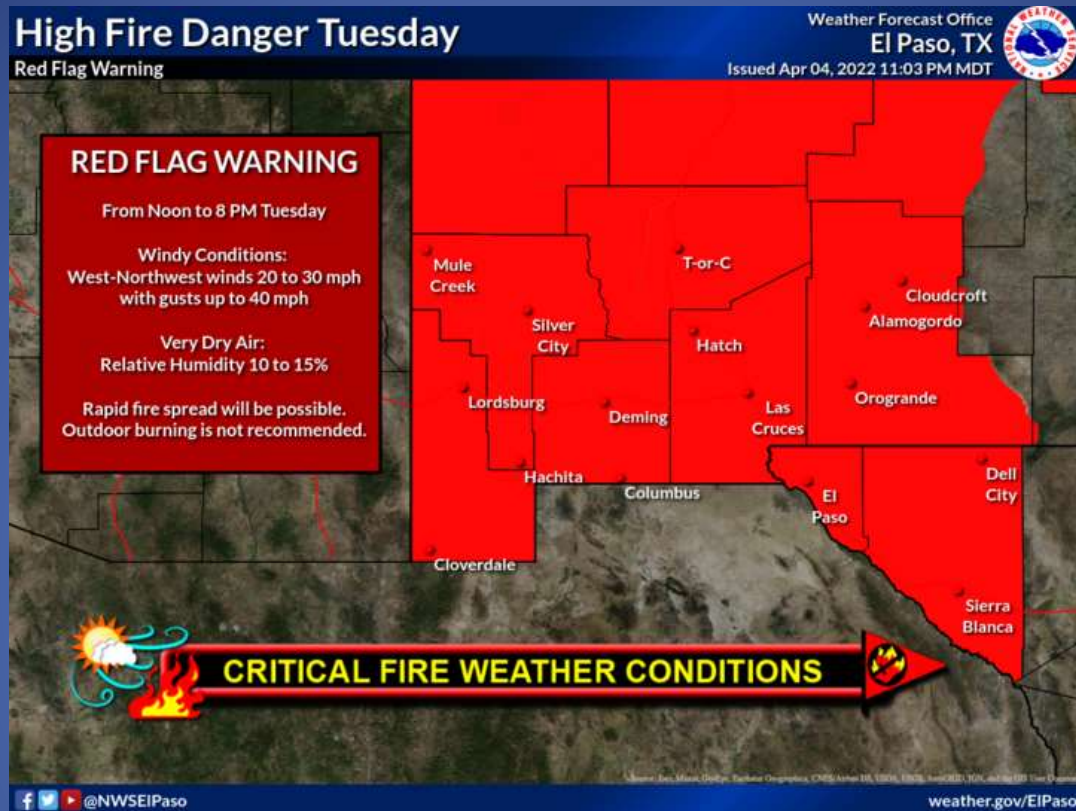 High Fire Danger Tuesday
Red Flag Warning
Weather Forecast Office
El Paso, TX
Issued Apr 04, 2022 11:03 PM MDT
NATIONAL WEATHER SERVICE
RED FLAG WARNING
From Noon to 8 PM Tuesday
Windy Conditions:
West-Northwest winds 20 to 30 mph
with gusts up to 40 mph
Very Dry Air:
Relative Humidity 10 to 15%
Rapid fire spread will be possible.
Outdoor burning is not recommended.
Mule
Creek
T-or-C
Cloudcroft
Alamogordo
Silver
City
Hatch
Lordsburg
Deming
Las
Cruces
Orogrande
Hachita
Columbus
El
Paso
Dell
City
Cloverdale
Sierra
Blanca
CRITICAL FIRE WEATHER CONDITIONS
@NWSElPaso
weather.gov/ElPaso